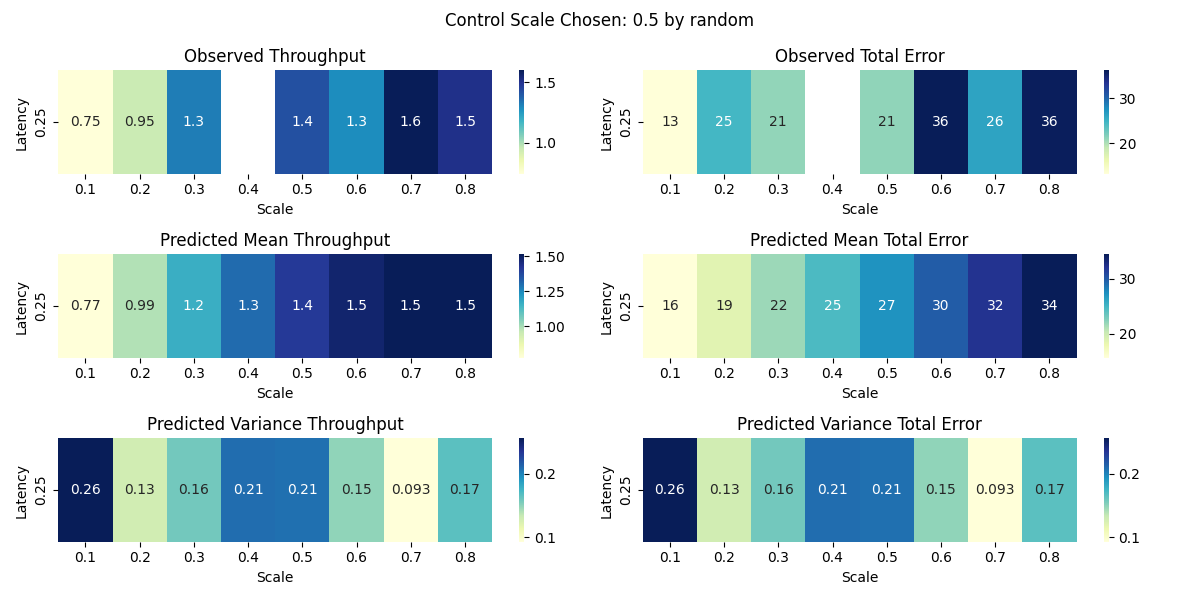 Control Scale Chosen: 0.5 by random
Observed Throughput
Latency
0.25
0.75 0.95 1.3 1.4 1.3 1.6 1.5
1.5
1.0
0.1 0.2 0.3 0.4 0.5 0.6 0.7 0.8
Scale
Observed Total Error
Latency
0.25
13 25 21 21 36 26 36
30
20
0.1 0.2 0.3 0.4 0.5 0.6 0.7 0.8
Scale
Predicted Mean Throughput
Latency
0.25
0.77 0.99 1.2 1.3 1.4 1.5 1.5 1.5
1.50
1.25
1.00
0.1 0.2 0.3 0.4 0.5 0.6 0.7 0.8
Scale
Predicted Mean Total Error
Latency
0.25
16 19 22 25 27 30 32 34
30
20
0.1 0.2 0.3 0.4 0.5 0.6 0.7 0.8
Scale
Predicted Variance Throughput
Latency
0.25
0.26 0.13 0.16 0.21 0.21 0.15 0.093 0.17
0.2
0.1
0.1 0.2 0.3 0.4 0.5 0.6 0.7 0.8
Scale
Predicted Variance Total Error
Latency
0.25
0.26 0.13 0.16 0.21 0.21 0.15 0.093 0.17
0.2
0.1
0.1 0.2 0.3 0.4 0.5 0.6 0.7 0.8
Scale